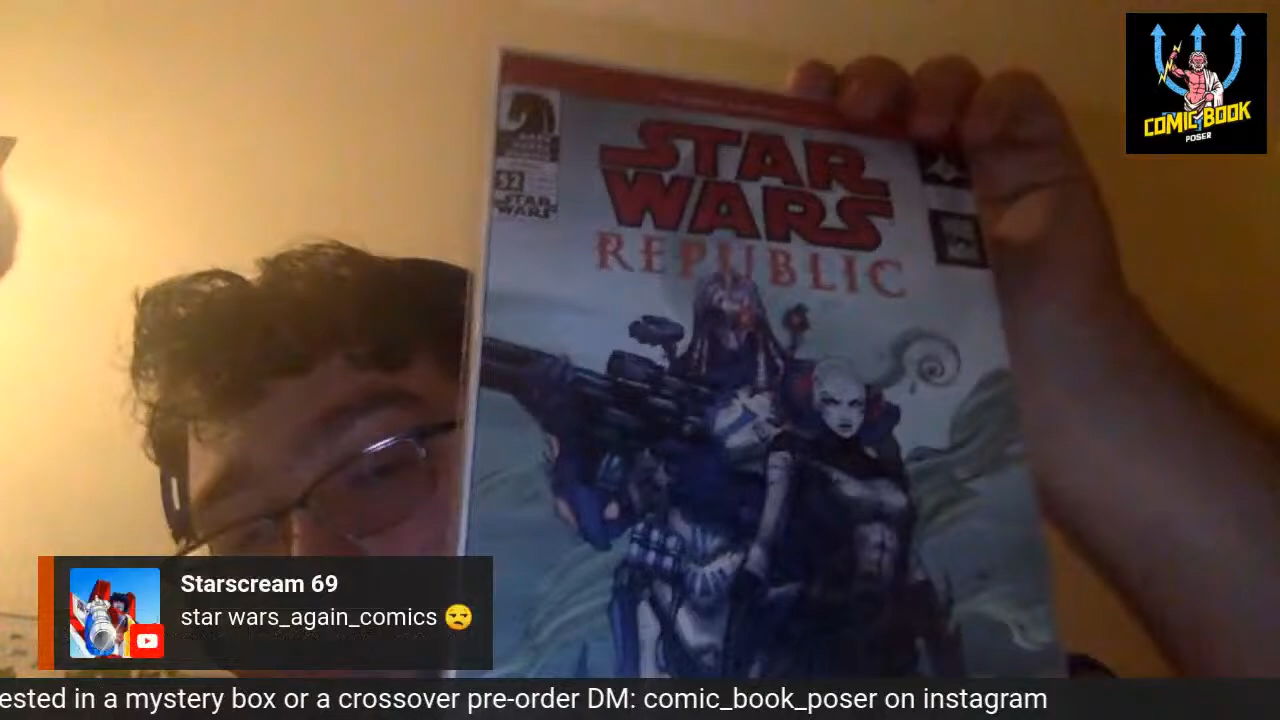 COMIC BOOK
POSER
STAR
WARS
REPUBLIC
52
STAR
WARS
Starscream 69
star wars_again_comics 😒
ested in a mystery box or a crossover pre-order DM: comic_book_poser on instagram